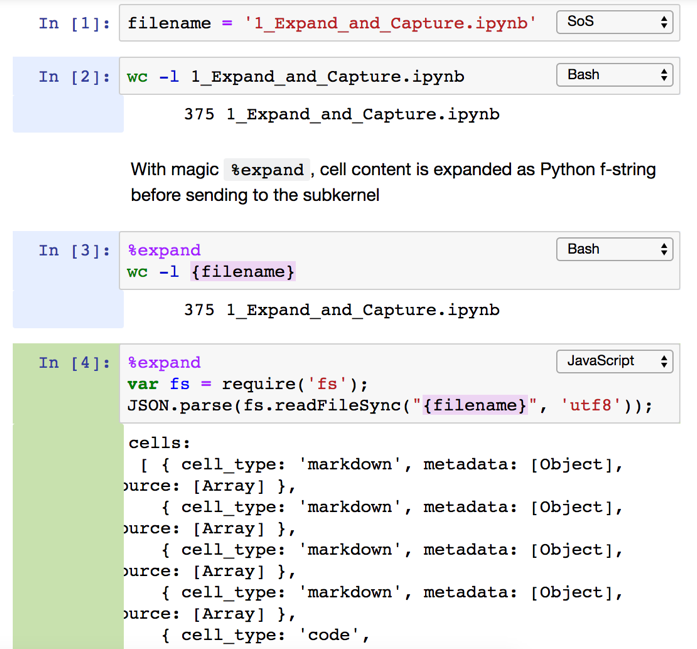 In [1]: filename = '1_Expand_and_Capture.ipynb' SoS
In [2]: wc -l 1_Expand_and_Capture.ipynb Bash
375 1_Expand_and_Capture.ipynb
With magic %expand, cell content is expanded as Python f-string
before sending to the subkernel
In [3]: %expand Bash
wc -l {filename}
375 1_Expand_and_Capture.ipynb
In [4]: %expand JavaScript
var fs = require('fs');
JSON.parse(fs.readFileSync("{filename}", 'utf8'));
cells:
[ { cell_type: 'markdown', metadata: [Object],
ource: [Array] },
{ cell_type: 'markdown', metadata: [Object],
ource: [Array] },
{ cell_type: 'markdown', metadata: [Object],
ource: [Array] },
{ cell_type: 'markdown', metadata: [Object],
ource: [Array] },
{ cell_type: 'code',